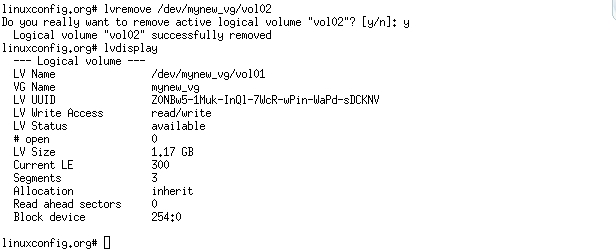 linuxconfig.org# lvremove /dev/mynew_vg/vol02
Do you really want to remove active logical volume "vol02"? [y/n]: y
  Logical volume "vol02" successfully removed
linuxconfig.org# lvdisplay
  --- Logical volume ---
  LV Name                /dev/mynew_vg/vol01
  VG Name                mynew_vg
  LV UUID                ZONBw5-1Muk-InQl-7WcR-wPin-WaPd-sDCKNV
  LV Write Access        read/write
  LV Status              available
  # open                 0
  LV Size                1.17 GB
  Current LE             300
  Segments               3
  Allocation             inherit
  Read ahead sectors     0
  Block device           254:0
linuxconfig.org#